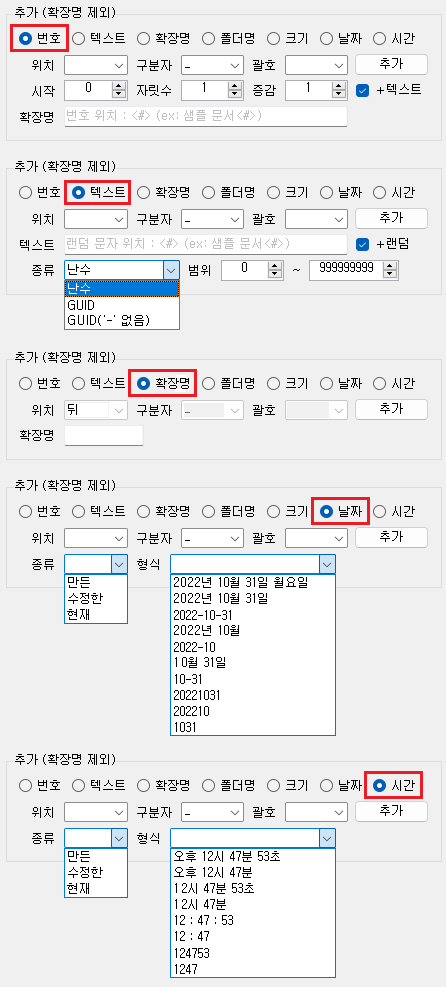 추가 (확장명 제외)
번호 텍스트 확장명 폴더명 크기 날짜 시간
위치 구분자 _ 괄호 추가
시작 0 자릿수 1 증감 1 +텍스트
확장명 번호 위치 : <#> (ex: 샘플 문서<#>)
추가 (확장명 제외)
번호 텍스트 확장명 폴더명 크기 날짜 시간
위치 구분자 _ 괄호 추가
텍스트 랜덤 문자 위치 : <#> (ex: 샘플 문서<#>) +랜덤
종류 난수 범위 0 ~ 999999999
난수
GUID
GUID('-' 없음)
추가 (확장명 제외)
번호 텍스트 확장명 폴더명 크기 날짜 시간
위치 뒤 구분자 _ 괄호 추가
확장명
추가 (확장명 제외)
번호 텍스트 확장명 폴더명 크기 날짜 시간
위치 구분자 _ 괄호 추가
종류 형식
만든
수정한
현재
2022년 10월 31일 월요일
2022년 10월 31일
2022-10-31
2022년 10월
2022-10
10월 31일
10-31
20221031
202210
1031
추가 (확장명 제외)
번호 텍스트 확장명 폴더명 크기 날짜 시간
위치 구분자 _ 괄호 추가
종류 형식
만든
수정한
현재
오후 12시 47분 53초
오후 12시 47분
12시 47분 53초
12시 47분
12 : 47 : 53
12 : 47
124753
1247